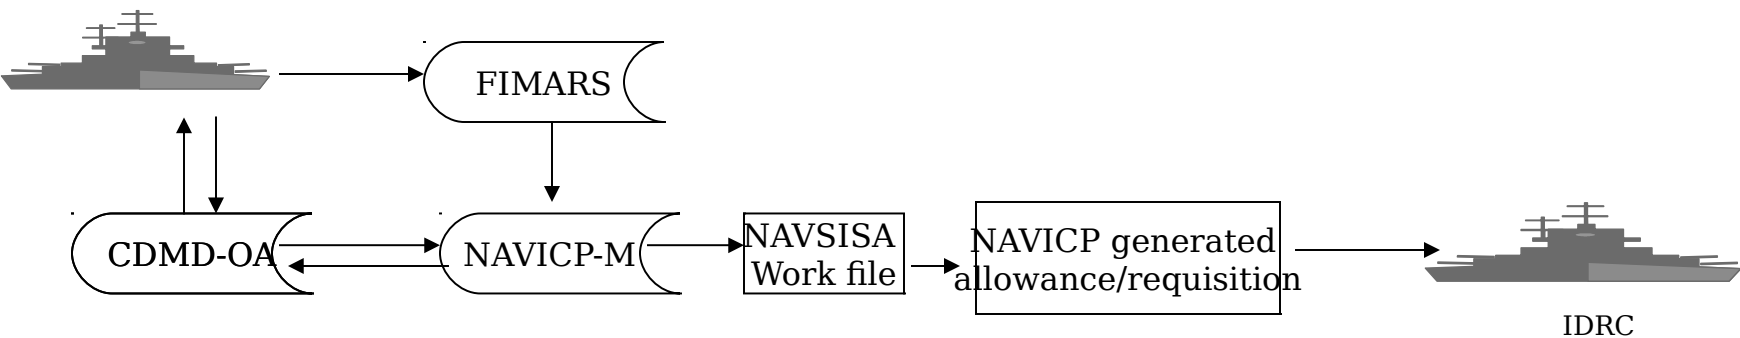 FIMARS
CDMD-OA
NAVICP-M
NAVSISA
Work file
NAVICP generated
allowance/requisition
IDRC